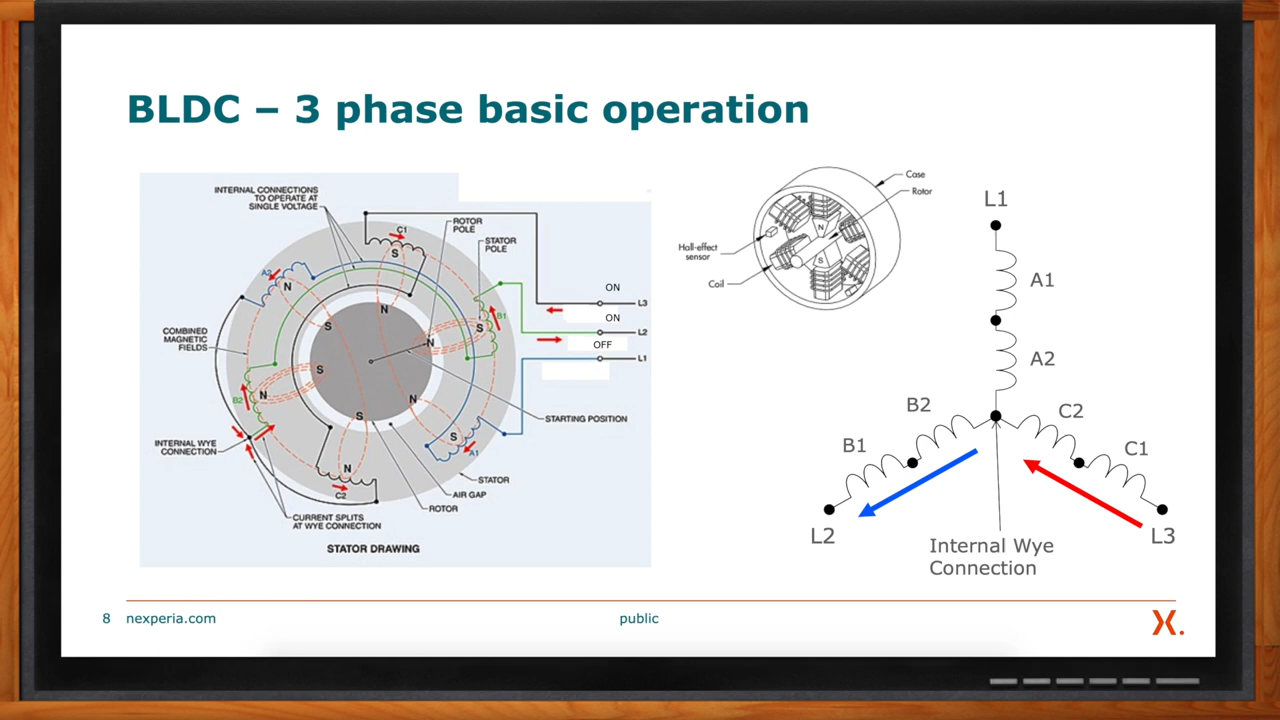 BLDC – 3 phase basic operation
INTERNAL CONNECTIONS
TO OPERATE AT
SINGLE VOLTAGE
C1
ROTOR
POLE
STATOR
POLE
S
A2
N
N
S
ON
L3
ON
B1
S
L2
OFF
N
L1
COMBINED
MAGNETIC
FIELDS
S
N
B2
N
S
STARTING POSITION
S
A1
INTERNAL WYE
CONNECTION
N
C2
STATOR
AIR GAP
ROTOR
CURRENT SPLITS
AT WYE CONNECTION
STATOR DRAWING
Case
Rotor
N
S
Hall-effect
sensor
Coil
L1
A1
A2
B2
C2
B1
C1
L2
L3
Internal Wye
Connection
8 nexperia.com
public
X.